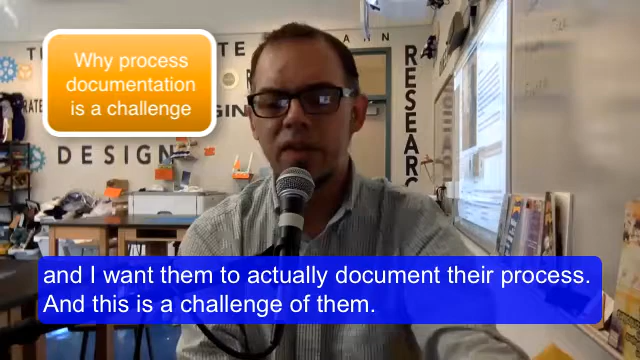 Why process
documentation
is a challenge
DESIGN
RESEARC
and I want them to actually document their process.
And this is a challenge of them.